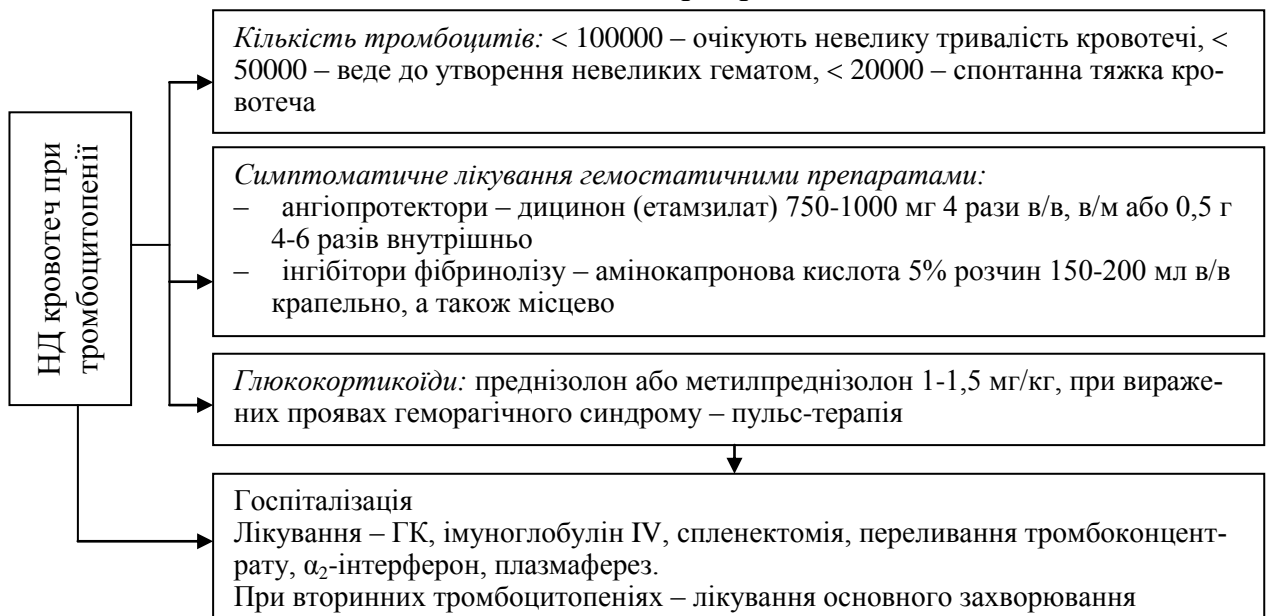 Кількість тромбоцитів: < 100000 – очікують невелику тривалість кровотечі, <
50000 – веде до утворення невеликих гематом, < 20000 – спонтанна тяжка кро-
вотеча
НД кровотеч при
тромбоцитопенії
Симптоматичне лікування гемостатичними препаратами:
– ангіопротектори – дицинон (етамзилат) 750-1000 мг 4 рази в/в, в/м або 0,5 г
4-6 разів внутрішньо
– інгібітори фібринолізу – амінокапронова кислота 5% розчин 150-200 мл в/в
крапельно, а також місцево
Глюкокортикоїди: преднізолон або метилпреднізолон 1-1,5 мг/кг, при выраже-
них проявах геморагічного синдрому – пульс-терапія
Госпіталізація
Лікування – ГК, імуноглобулін IV, спленектомія, переливання тромбоконцент-
рату, α₂-інтерферон, плазмаферез.
При вторинних тромбоцитопеніях – лікування основного захворювання